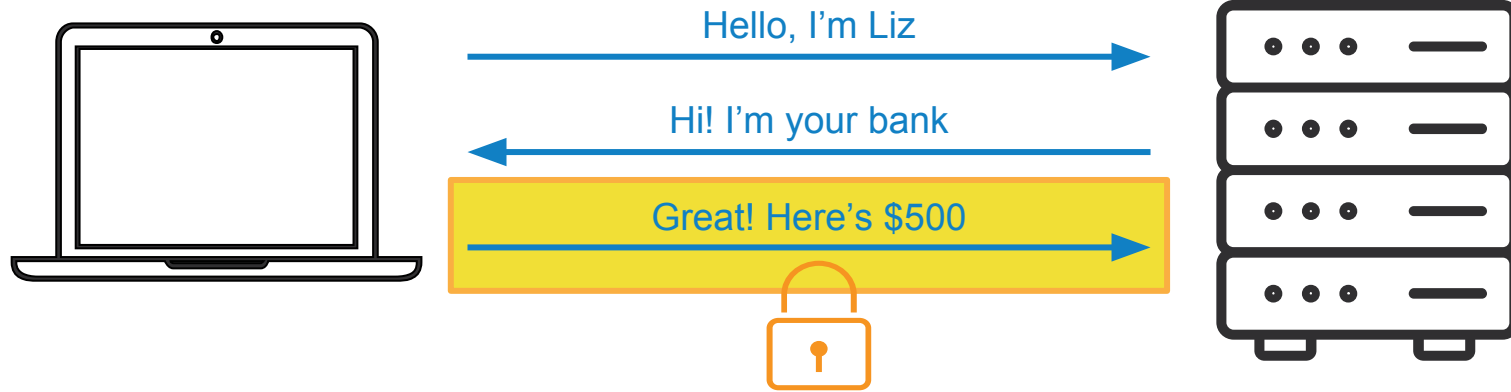 Hello, I’m Liz
Hi! I’m your bank
Great! Here’s $500